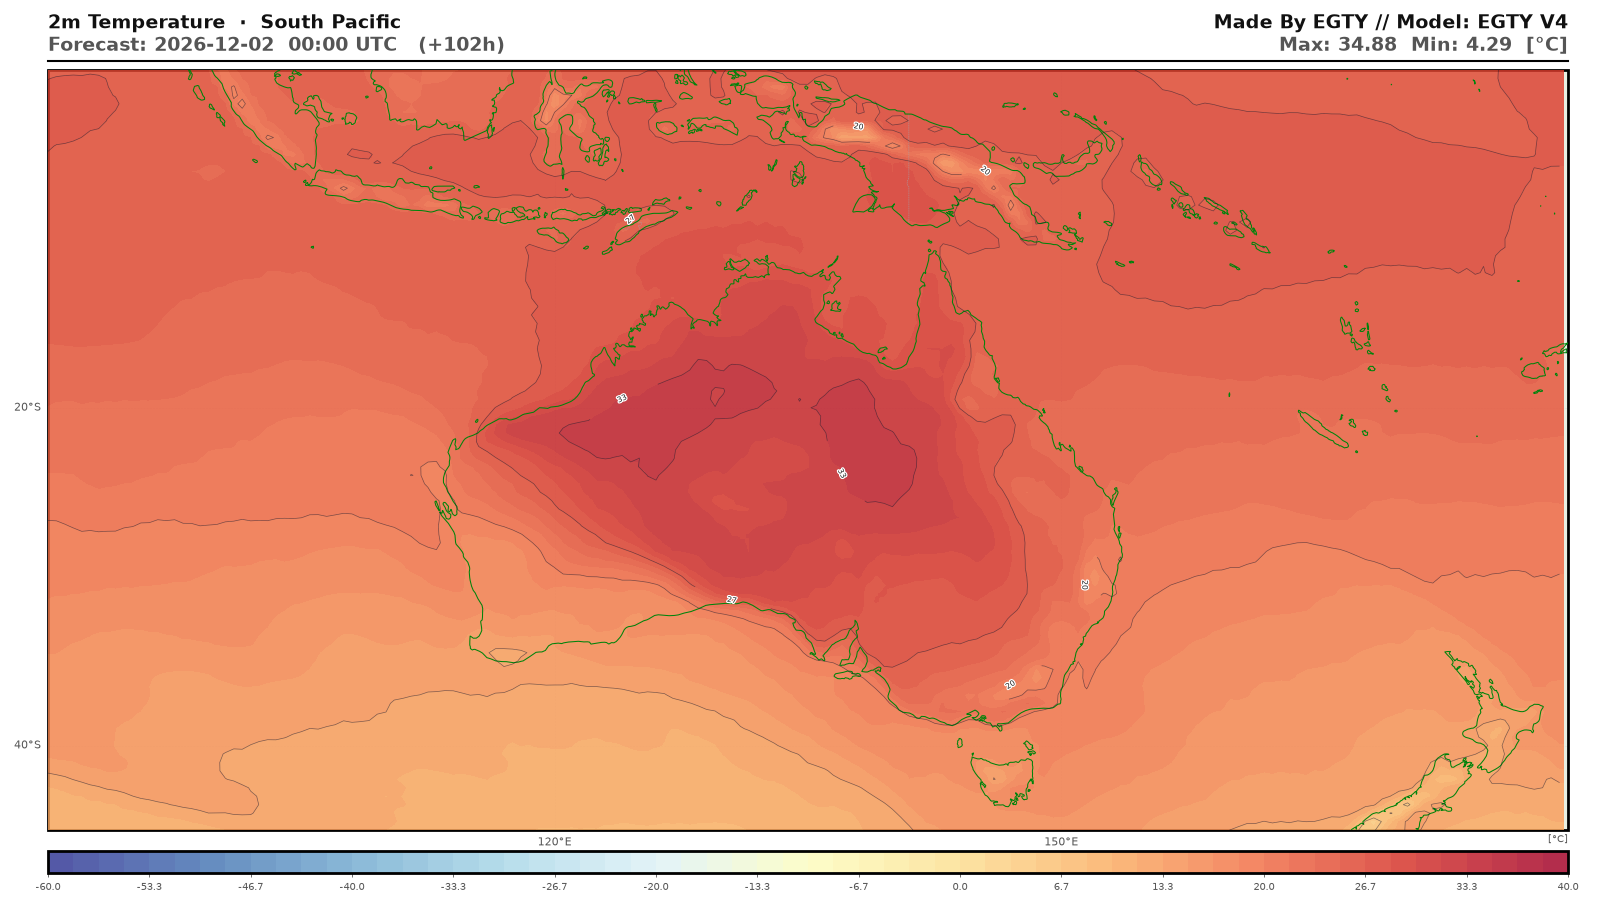 2m Temperature · South Pacific
Made By EGTY // Model: EGTY V4
Forecast: 2026-12-02 00:00 UTC (+102h)
Max: 34.88 Min: 4.29 [°C]
20
20
27
33
20°S
33
20
27
20
40°S
120°E
150°E
[°C]
-60.0 -53.3 -46.7 -40.0 -33.3 -26.7 -20.0 -13.3 -6.7 0.0 6.7 13.3 20.0 26.7 33.3 40.0